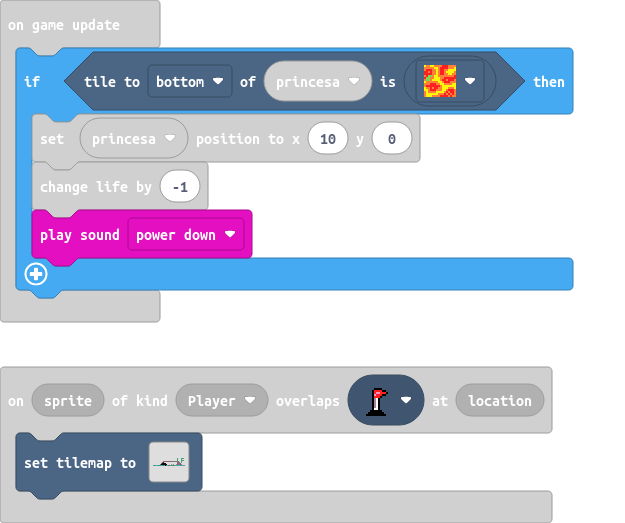 on game update
if tile to bottom of princesa is then
set princesa position to x 10 y 0
change life by -1
play sound power down
on sprite of kind Player overlaps at location
set tilemap to